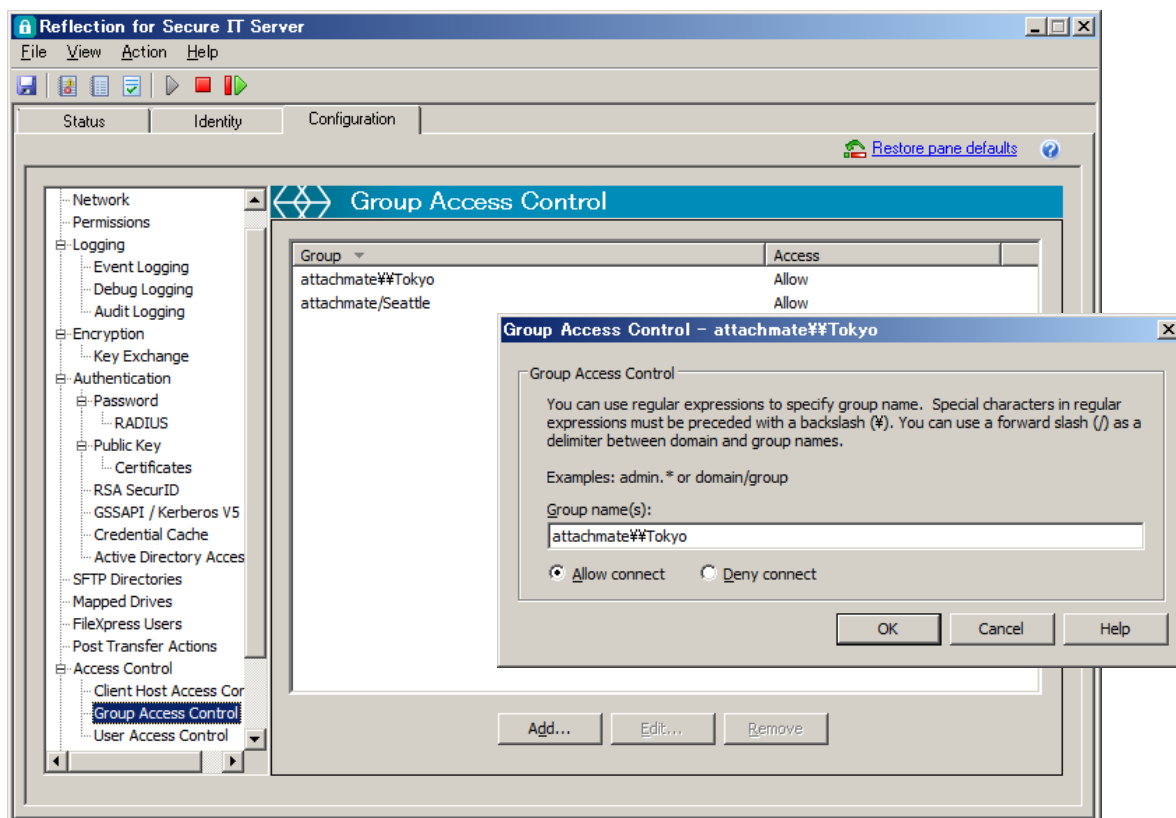 Reflection for Secure IT Server
File View Action Help
Status Identity Configuration
Restore pane defaults
Network
Permissions
Logging
Event Logging
Debug Logging
Audit Logging
Encryption
Key Exchange
Authentication
Password
RADIUS
Public Key
Certificates
RSA SecurID
GSSAPI / Kerberos V5
Credential Cache
Active Directory Acces
SFTP Directories
Mapped Drives
FileXpress Users
Post Transfer Actions
Access Control
Client Host Access Cor
Group Access Control
User Access Control
Group Access Control
Group Access
attachmate¥¥Tokyo Allow
attachmate/Seattle Allow
Add... Edit... Remove
Group Access Control - attachmate¥¥Tokyo
Group Access Control
You can use regular expressions to specify group name. Special characters in regular
expressions must be preceded with a backslash (¥). You can use a forward slash (/) as a
delimiter between domain and group names.
Examples: admin.* or domain/group
Group name(s):
attachmate¥¥Tokyo
Allow connect Deny connect
OK Cancel Help